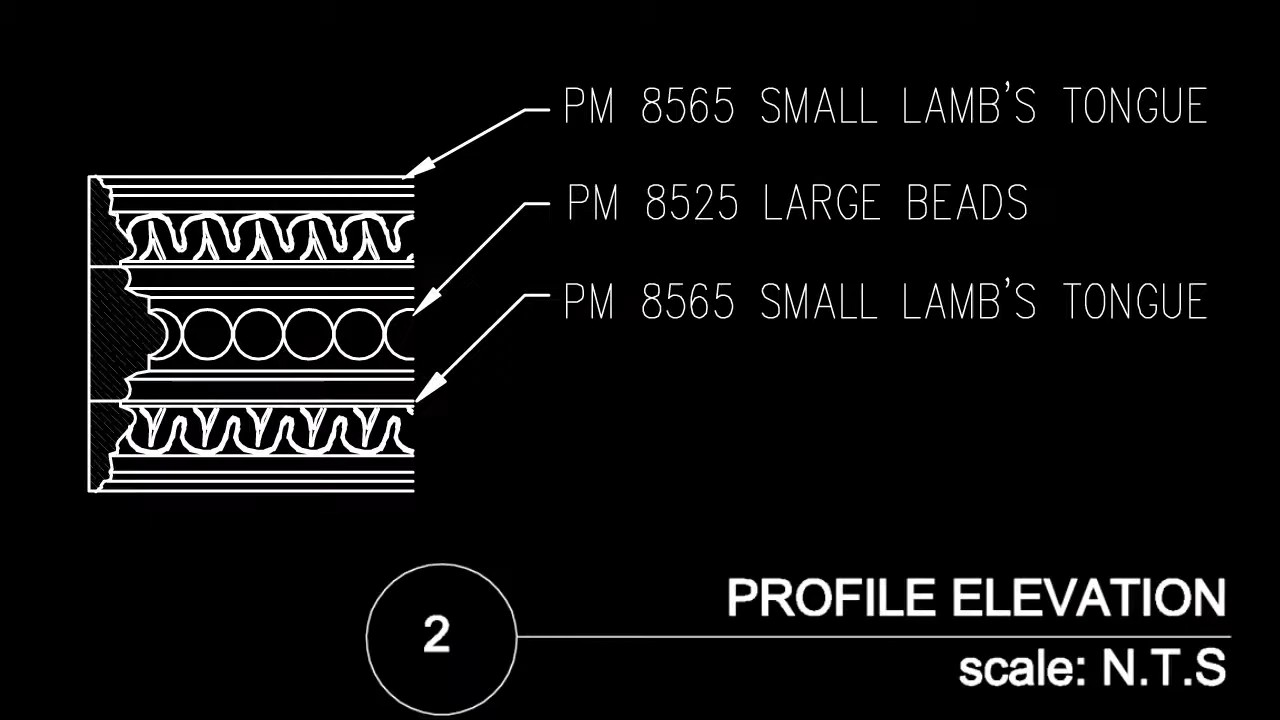 PM 8565 SMALL LAMB'S TONGUE
PM 8525 LARGE BEADS
PM 8565 SMALL LAMB'S TONGUE
2
PROFILE ELEVATION
scale: N.T.S